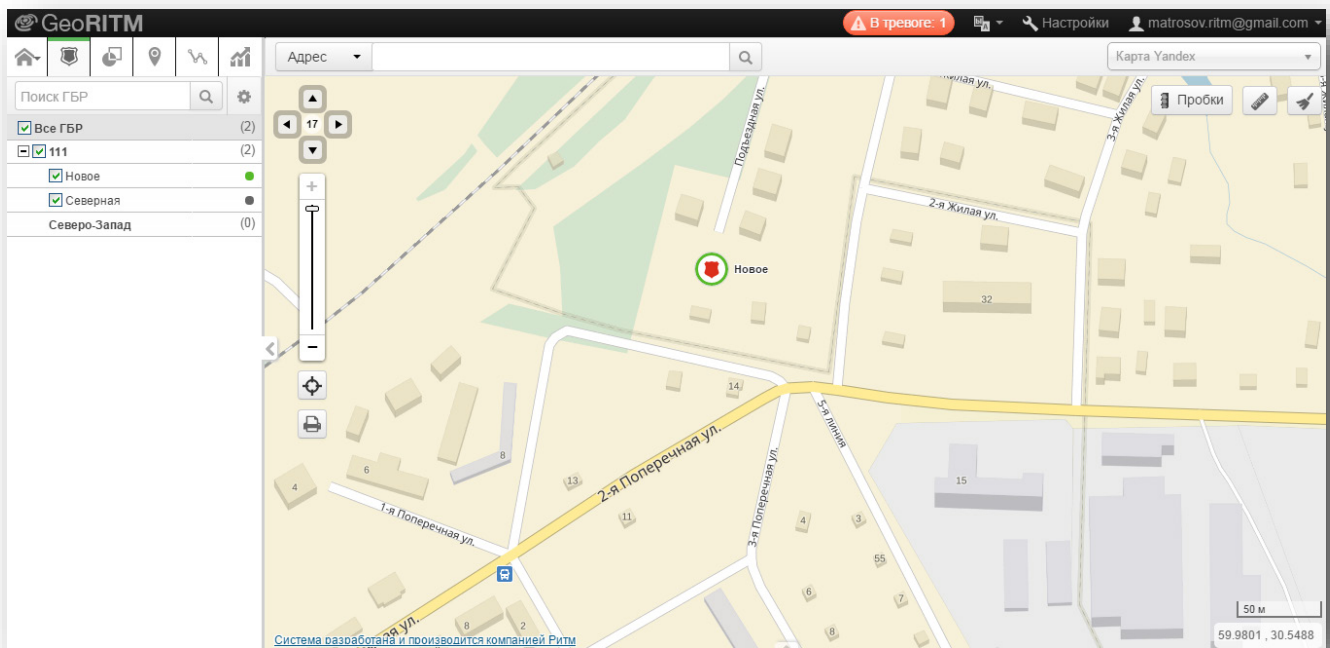 GeoRITM
В тревоге: 1
Настройки
matrosov.ritm@gmail.com
Адрес
Карта Yandex
Поиск ГБР
Пробки
Все ГБР (2)
111 (2)
Новое
Северная
Северо-Запад (0)
17
Подъездная ул.
3-я Жилая ул.
2-я Жилая ул.
Новое
32
14
5-я линия
2-я Поперечная ул.
8
6
4
13
15
1-я Поперечная ул.
11
3-я Поперечная ул.
4
3
55
6
7
8
2
8
50 м
59.9801 , 30.5488
Система разработана и производится компанией Ритм